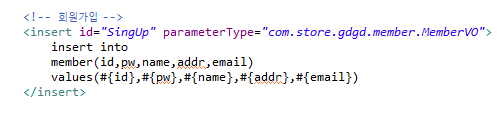 <!-- 회원가입 -->
<insert id="SingUp" parameterType="com.store.gdgd.member.MemberVO">
insert into
member(id,pw,name,addr,email)
values(#{id},#{pw},#{name},#{addr},#{email})
</insert>